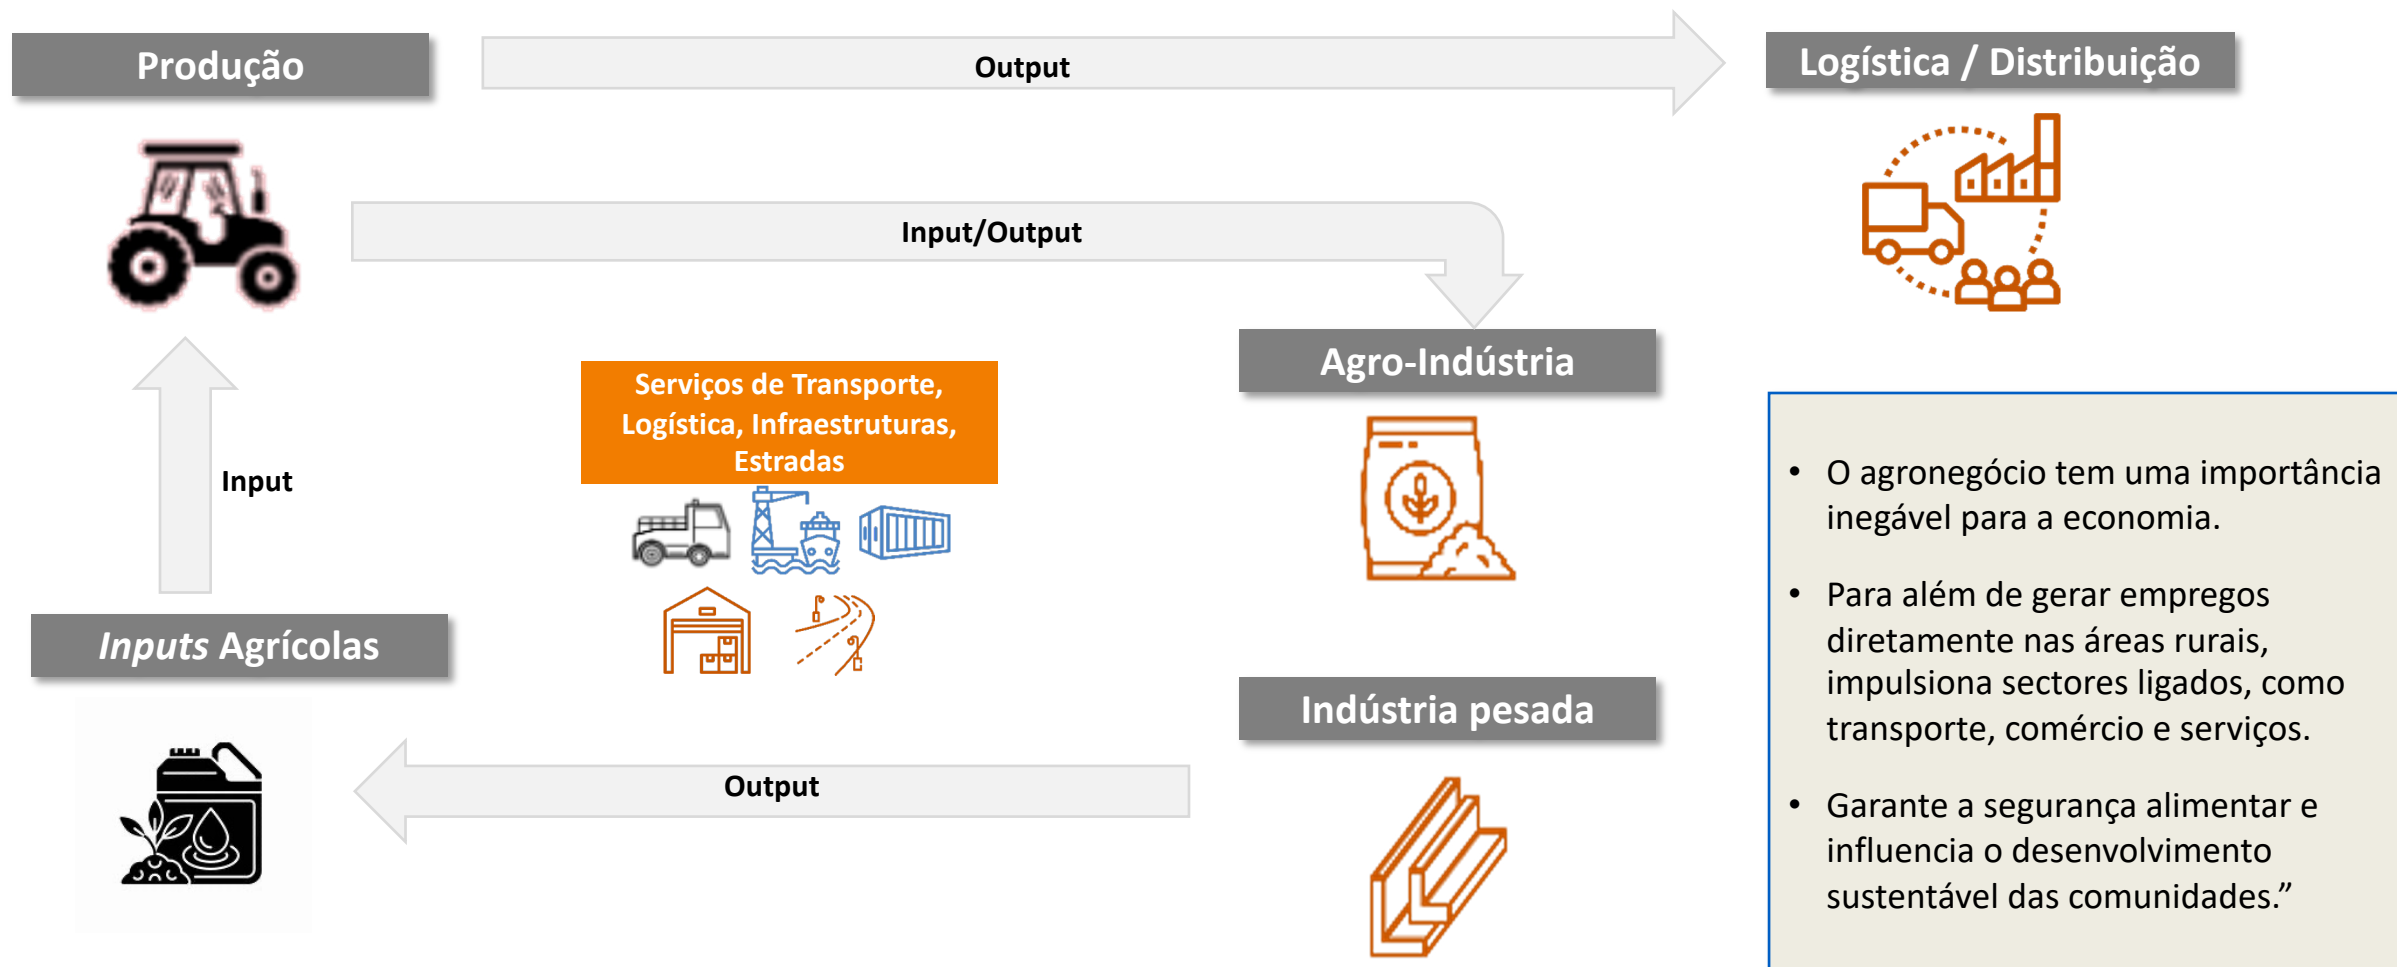 Produção
Output
Logística / Distribuição
Input/Output
Agro-Indústria
Serviços de Transporte,
Logística, Infraestruturas,
Estradas
Input
Inputs Agrícolas
Indústria pesada
Output
• O agronegócio tem uma importância
inegável para a economia.
• Para além de gerar empregos
diretamente nas áreas rurais,
impulsiona sectores ligados, como
transporte, comércio e serviços.
• Garante a segurança alimentar e
influencia o desenvolvimento
sustentável das comunidades.”